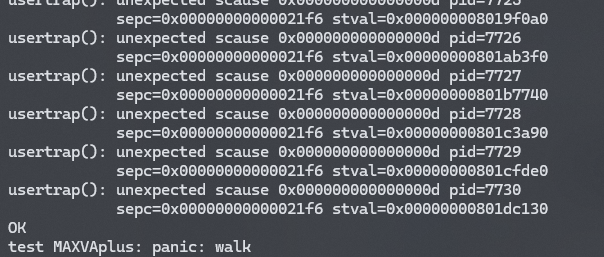 usertrap(): unexpected scause 0x000000000000000d pid=7725
sepc=0x00000000000021f6 stval=0x000000008019f0a0
usertrap(): unexpected scause 0x000000000000000d pid=7726
sepc=0x00000000000021f6 stval=0x00000000801ab3f0
usertrap(): unexpected scause 0x000000000000000d pid=7727
sepc=0x00000000000021f6 stval=0x00000000801b7740
usertrap(): unexpected scause 0x000000000000000d pid=7728
sepc=0x00000000000021f6 stval=0x00000000801c3a90
usertrap(): unexpected scause 0x000000000000000d pid=7729
sepc=0x00000000000021f6 stval=0x00000000801cfde0
usertrap(): unexpected scause 0x000000000000000d pid=7730
sepc=0x00000000000021f6 stval=0x00000000801dc130
OK
test MAXVAplus: panic: walk